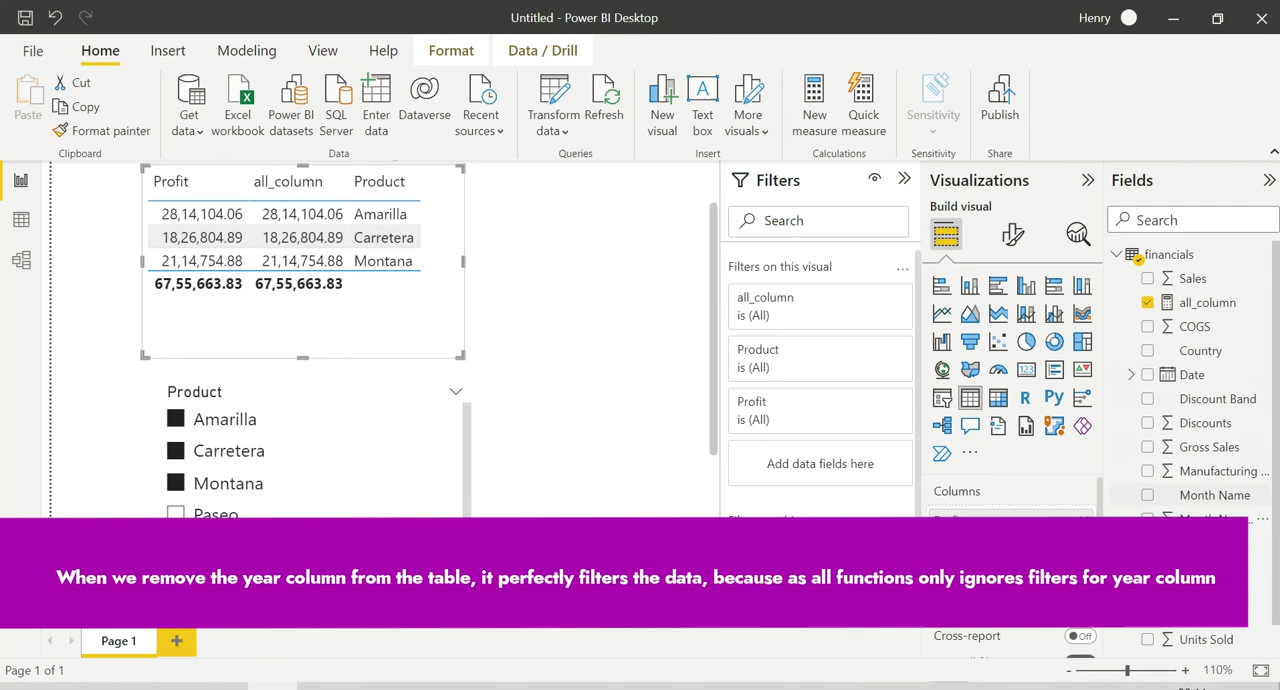 Untitled - Power BI Desktop
Henry
File
Home
Insert
Modeling
View
Help
Format
Data / Drill
Paste
Cut
Copy
Format painter
Clipboard
Get data
Excel workbook
Power BI datasets
SQL Server
Enter data
Dataverse
Recent sources
Data
Transform data
Refresh
Queries
New visual
Text box
More visuals
Insert
New measure
Quick measure
Calculations
Sensitivity
Sensitivity
Publish
Share
Profit all_column Product
28,14,104.06 28,14,104.06 Amarilla
18,26,804.89 18,26,804.89 Carretera
21,14,754.88 21,14,754.88 Montana
67,55,663.83 67,55,663.83
Product
Amarilla
Carretera
Montana
Paseo
Filters
Search
Filters on this visual
...
all_column
is (All)
Product
is (All)
Profit
is (All)
Add data fields here
Visualizations
Build visual
123
R
Py
...
Columns
Cross-report
Off
Fields
Search
financials
Sales
all_column
COGS
Country
Date
Discount Band
Discounts
Gross Sales
Manufacturing ...
Month Name
Units Sold
When we remove the year column from the table, it perfectly filters the data, because as all functions only ignores filters for year column
Page 1
Page 1 of 1
- + 110%